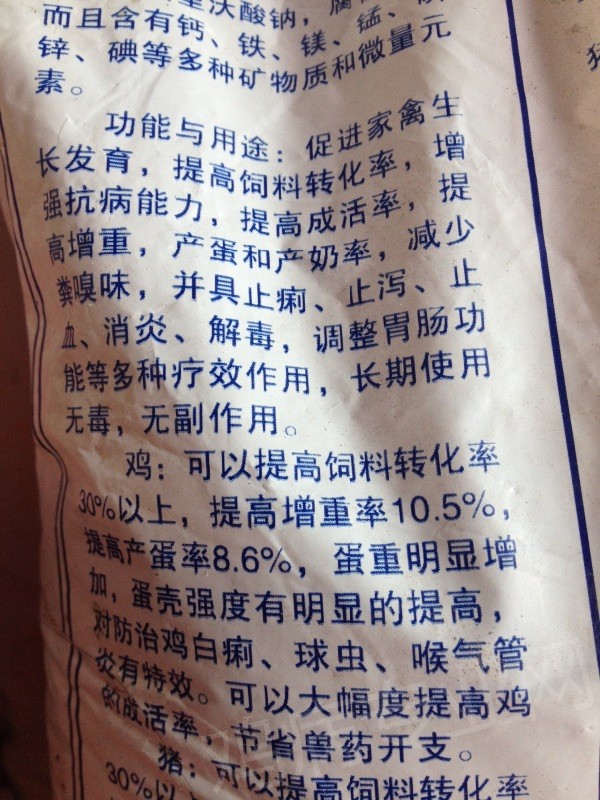 沃酸钠，腐
而且含有钙、铁、镁、锰、
锌、碘等多种矿物质和微量元
素。
功能与用途：促进家禽生
长发育，提高饲料转化率，增
强抗病能力，提高成活率，提
高增重，产蛋和产奶率，减少
粪嗅味，并具止痢、止泻、止
血、消炎、解毒，调整胃肠功
能等多种疗效作用，长期使用
无毒，无副作用。
鸡：可以提高饲料转化率
30%以上，提高增重率10.5%，
提高产蛋率8.6%，蛋重明显增
加，蛋壳强度有明显的提高，
对防治鸡白痢、球虫、喉气管
炎有特效。可以大幅度提高鸡
的成活率，节省兽药开支。
猪：可以提高饲料转化率
30%以